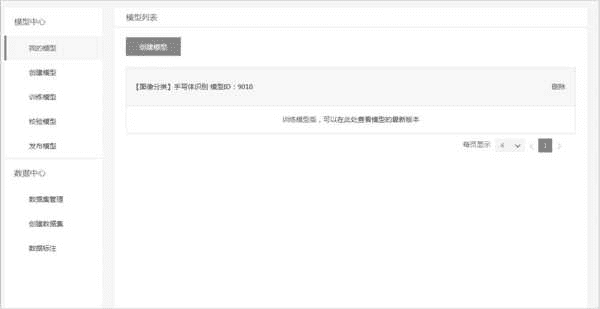 模型中心
我的模型
创建模型
训练模型
校验模型
发布模型
数据中心
数据集管理
创建数据集
数据标注
模型列表
创建模型
【图像分类】手写体识别 模型ID：9018
删除
训练模型后，可以在此处查看模型的最新版本
每页显示 4 1